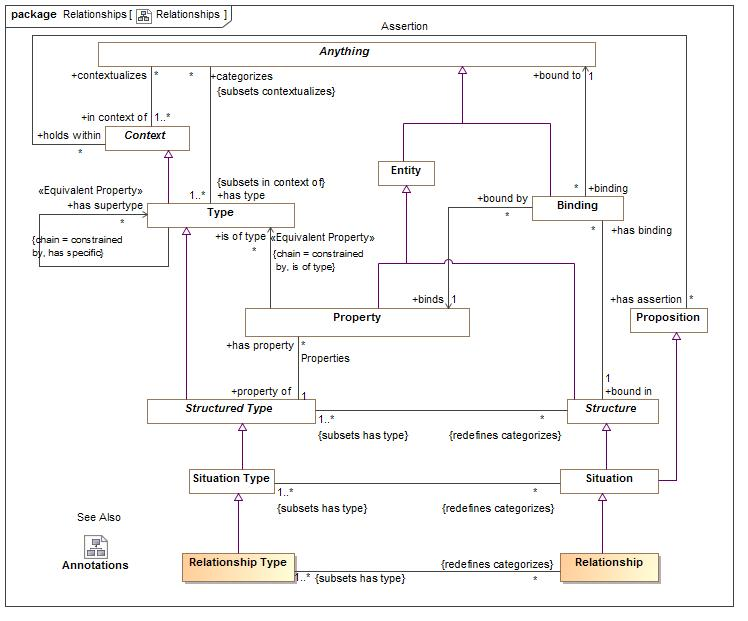 package Relationships [ Relationships ]
Assertion
Anything
+contextualizes * * +categorizes
{subsets contextualizes}
+bound to 1
+in context of 1..*
+holds within
*
Context
Entity
{subsets in context of}
1..* +has type
«Equivalent Property»
+has supertype
*
Type
+bound by
*
* +binding
Binding
+is of type
*
«Equivalent Property»
{chain = constrained
by, is of type}
{chain = constrained
by, has specific}
*
+has binding
+binds 1
+has assertion *
Property
Proposition
+has property *
Properties
+property of 1
1
+bound in
Structured Type
Structure
1..*
{subsets has type}
*
{redefines categorizes}
Situation Type
Situation
1..*
{subsets has type}
*
{redefines categorizes}
See Also
Annotations
Relationship Type
Relationship
1..* {subsets has type}
{redefines categorizes}
*